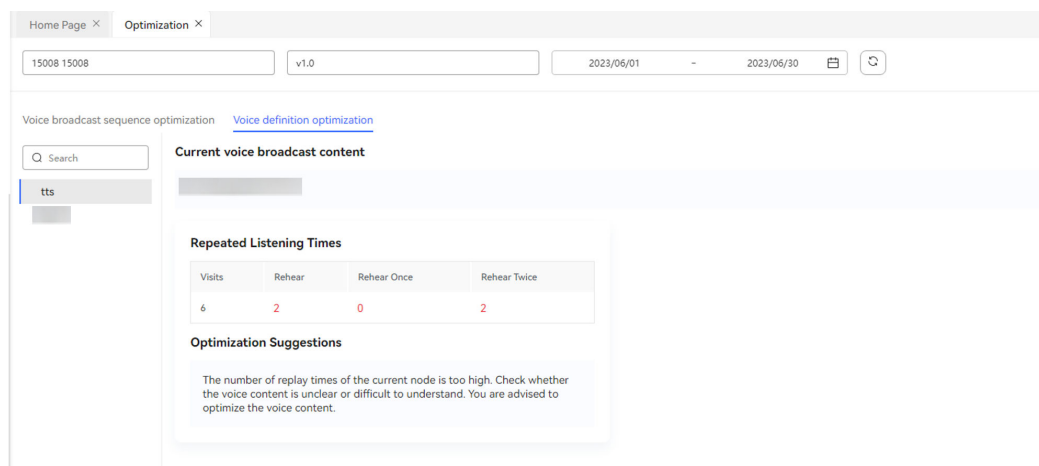 Home Page × Optimization ×
15008 15008 v1.0 2023/06/01 - 2023/06/30
Voice broadcast sequence optimization Voice definition optimization
Search
tts
Current voice broadcast content
Repeated Listening Times
Visits Rehear Rehear Once Rehear Twice
6 2 0 2
Optimization Suggestions
The number of replay times of the current node is too high. Check whether
the voice content is unclear or difficult to understand. You are advised to
optimize the voice content.